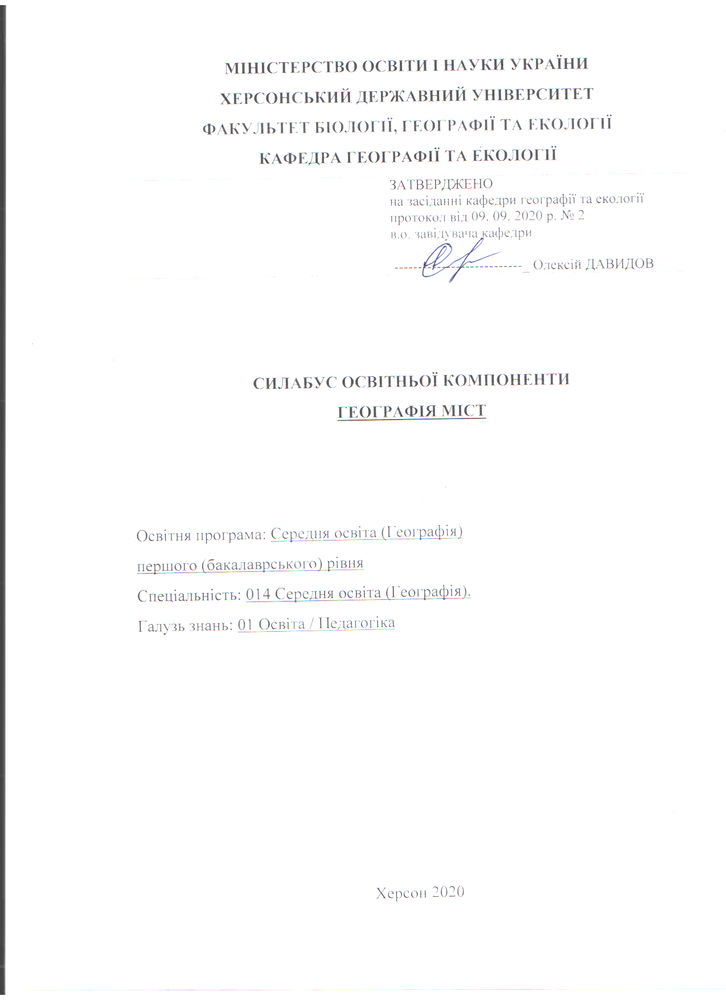 МІНІСТЕРСТВО ОСВІТИ І НАУКИ УКРАЇНИ
ХЕРСОНСЬКИЙ ДЕРЖАВНИЙ УНІВЕРСИТЕТ
ФАКУЛЬТЕТ БІОЛОГІЇ, ГЕОГРАФІЇ ТА ЕКОЛОГІЇ
КАФЕДРА ГЕОГРАФІЇ ТА ЕКОЛОГІЇ
ЗАТВЕРДЖЕНО
на засіданні кафедри географії та екології
протокол від 09. 09. 2020 р. № 2
в.о. завідувача кафедри
----------------------------_ Олексій ДАВИДОВ
СИЛАБУС ОСВІТНЬОЇ КОМПОНЕНТИ
ГЕОГРАФІЯ МІСТ
Освітня програма: Середня освіта (Географія)
першого (бакалаврського) рівня
Спеціальність: 014 Середня освіта (Географія).
Галузь знань: 01 Освіта / Педагогіка
Херсон 2020